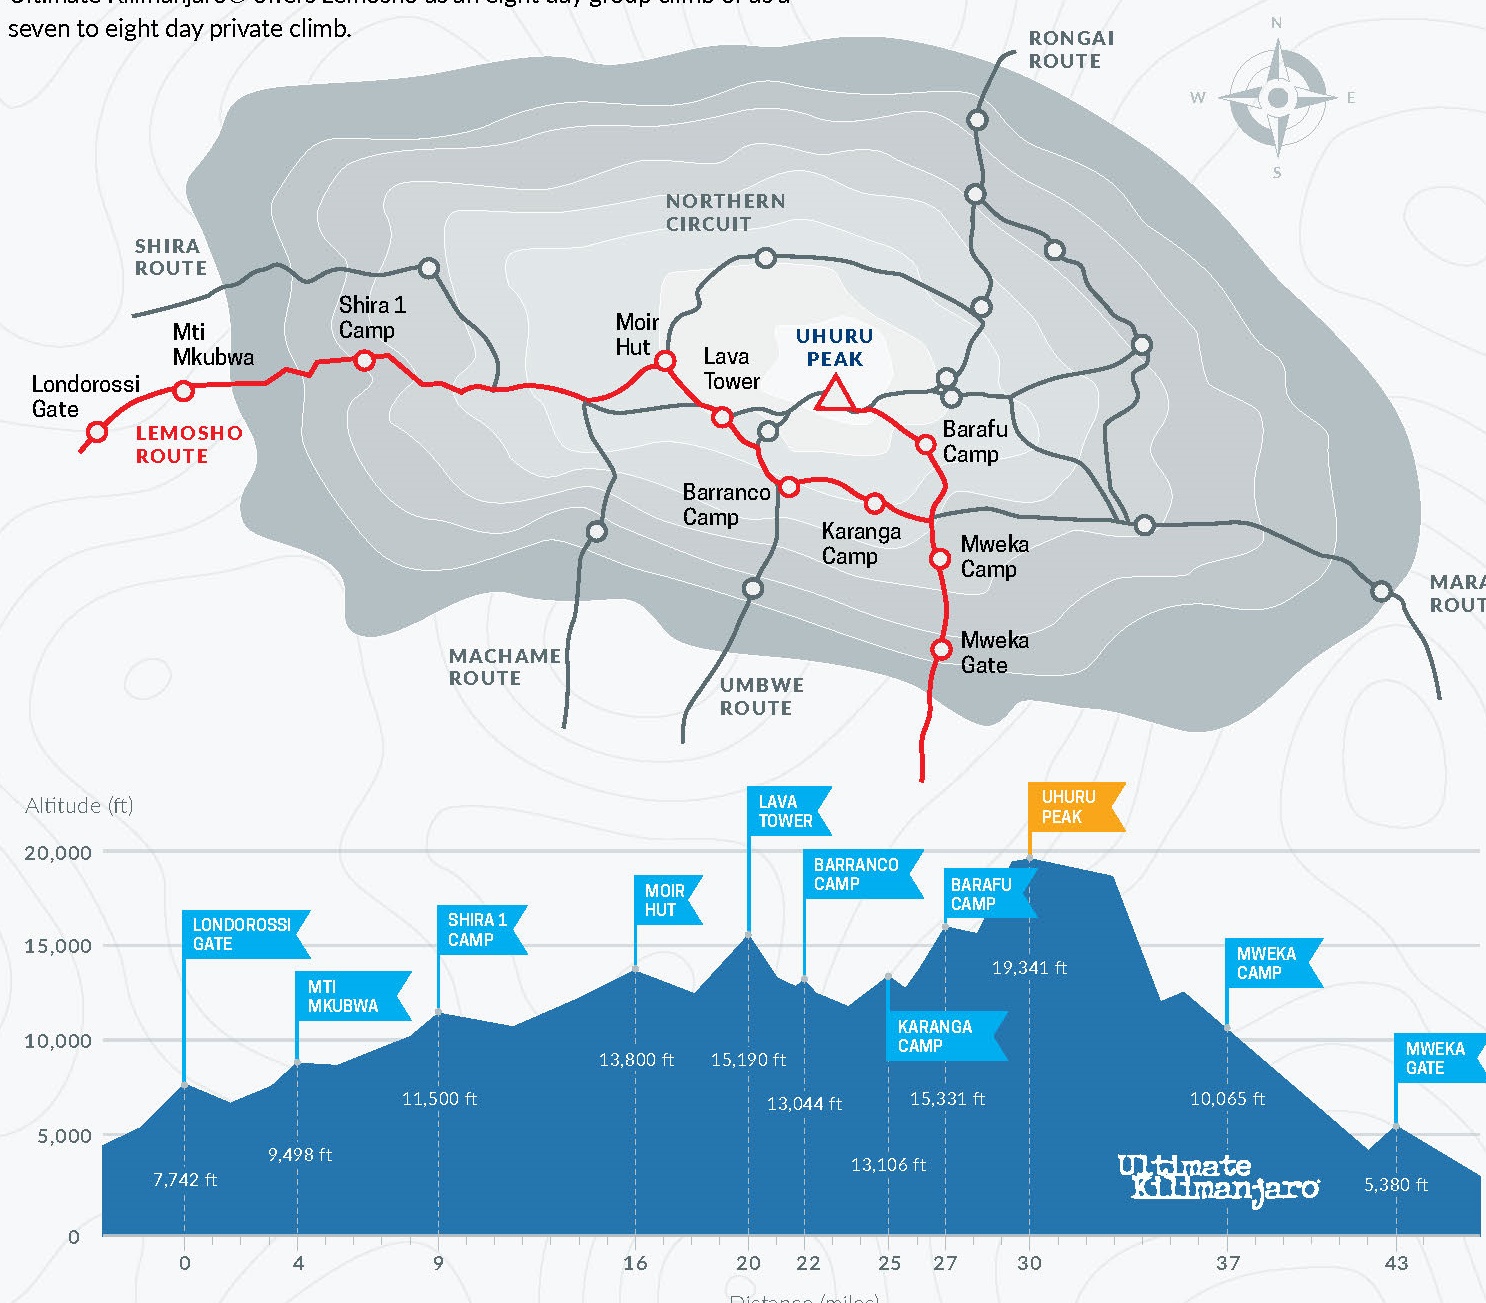 seven to eight day private climb.
RONGAI
ROUTE
N
W
E
S
NORTHERN
CIRCUIT
SHIRA
ROUTE
Shira 1
Camp
Mti
Mkubwa
Moir
Hut
Lava
Tower
UHURU
PEAK
Londorossi
Gate
LEMOSHO
ROUTE
Barafu
Camp
Barranco
Camp
Karanga
Camp
Mweka
Camp
MACHAME
ROUTE
UMBWE
ROUTE
Mweka
Gate
Altitude (ft)
20,000
15,000
10,000
5,000
0
LONDOROSSI
GATE
MTI
MKUBWA
SHIRA 1
CAMP
MOIR
HUT
LAVA
TOWER
BARRANCO
CAMP
KARANGA
CAMP
BARAFU
CAMP
UHURU
PEAK
MWEKA
CAMP
MWEKA
GATE
7,742 ft
9,498 ft
11,500 ft
13,800 ft
15,190 ft
13,044 ft
13,106 ft
15,331 ft
19,341 ft
10,065 ft
5,380 ft
Ultimate
Kilimanjaro
0 4 9 16 20 22 25 27 30 37 43
Distance (miles)